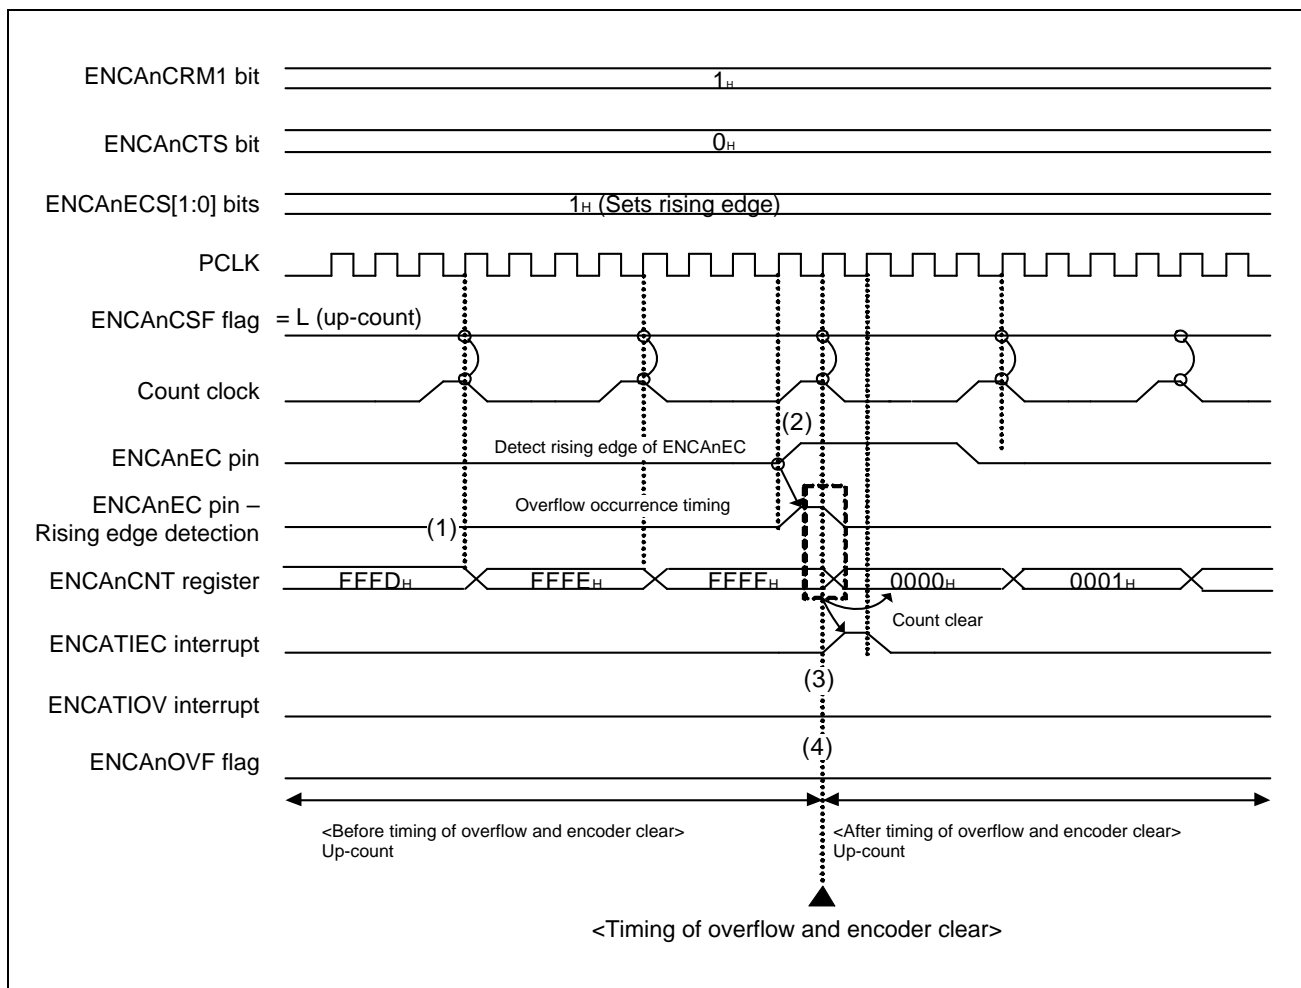 ENCAnCRM1 bit
1H
ENCAnCTS bit
0H
ENCAnECS[1:0] bits
1H (Sets rising edge)
PCLK
ENCAnCSF flag = L (up-count)
Count clock
(2)
ENCAnEC pin
Detect rising edge of ENCAnEC
ENCAnEC pin –
Rising edge detection
(1)
Overflow occurrence timing
ENCAnCNT register
FFFDH FFFEH FFFFH 0000H 0001H
Count clear
ENCATIEC interrupt
(3)
ENCATIOV interrupt
(4)
ENCAnOVF flag
<Before timing of overflow and encoder clear>
Up-count
<After timing of overflow and encoder clear>
Up-count
<Timing of overflow and encoder clear>